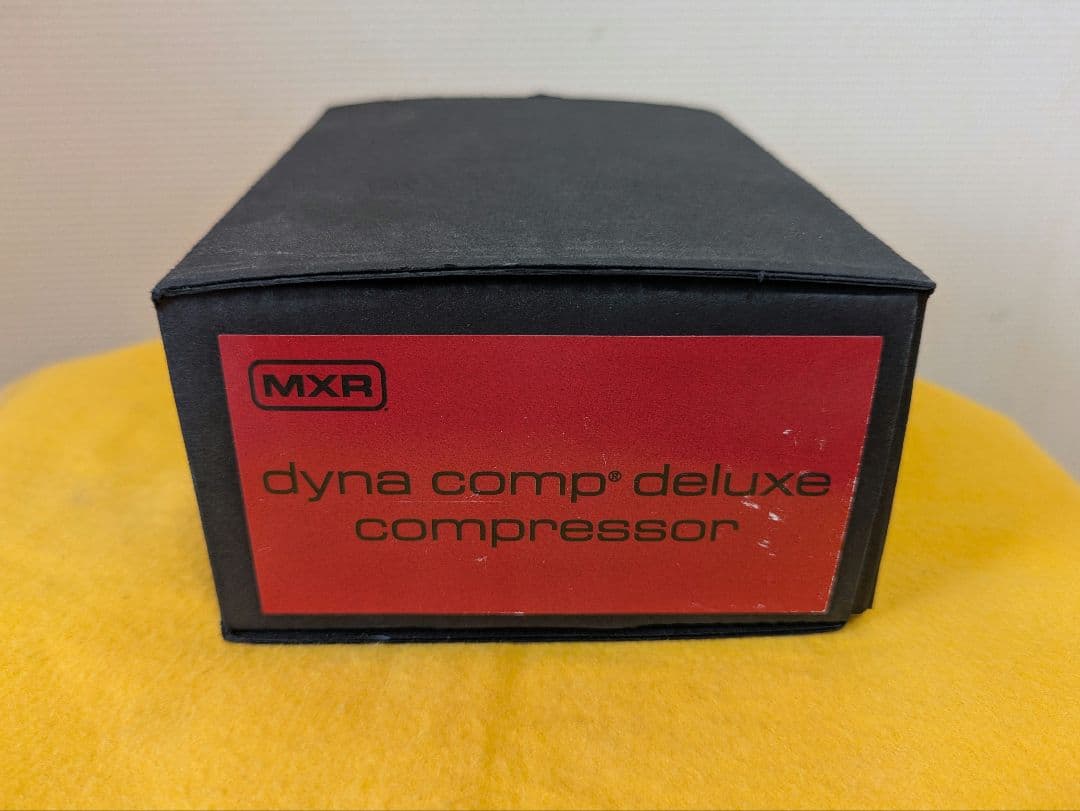 MXR
dyna comp® deluxe
compressor